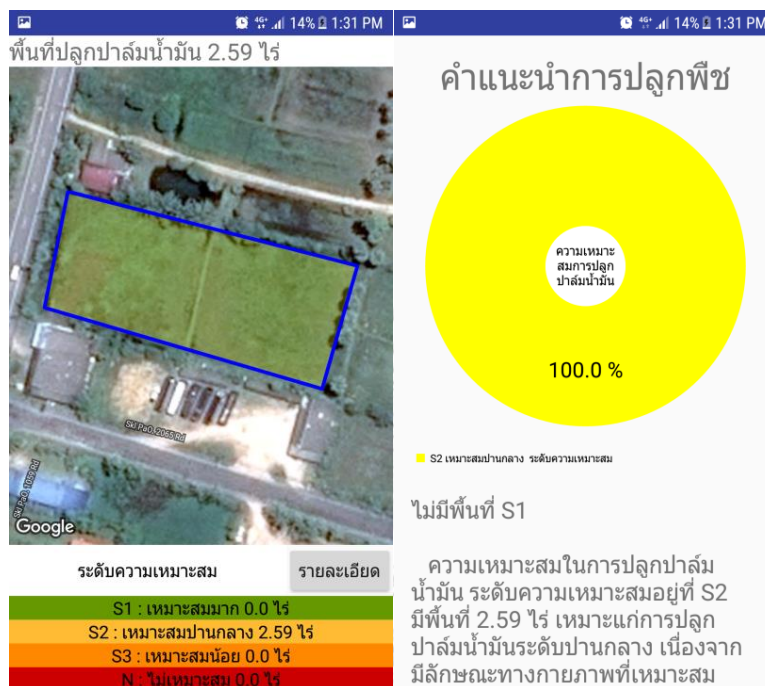 14% 1:31 PM
พื้นที่ปลูกปาล์มน้ำมัน 2.59 ไร่
Skl.PaO. 2065 Rd
Skl PaO. 1059 Rd
Google
ระดับความเหมาะสม
รายละเอียด
S1 : เหมาะสมมาก 0.0 ไร่
S2 : เหมาะสมปานกลาง 2.59 ไร่
S3 : เหมาะสมน้อย 0.0 ไร่
N : ไม่เหมาะสม 0.0 ไร่
4G+ 14% 1:31 PM
คำแนะนำการปลูกพืช
ความเหมาะ
สมการปลูก
ปาล์มน้ำมัน
100.0 %
S2 เหมาะสมปานกลาง ระดับความเหมาะสม
ไม่มีพื้นที่ S1
ความเหมาะสมในการปลูกปาล์ม
น้ำมัน ระดับความเหมาะสมอยู่ที่ S2
มีพื้นที่ 2.59 ไร่ เหมาะแก่การปลูก
ปาล์มน้ำมันระดับปานกลาง เนื่องจาก
มีลักษณะทางกายภาพที่เหมาะสม